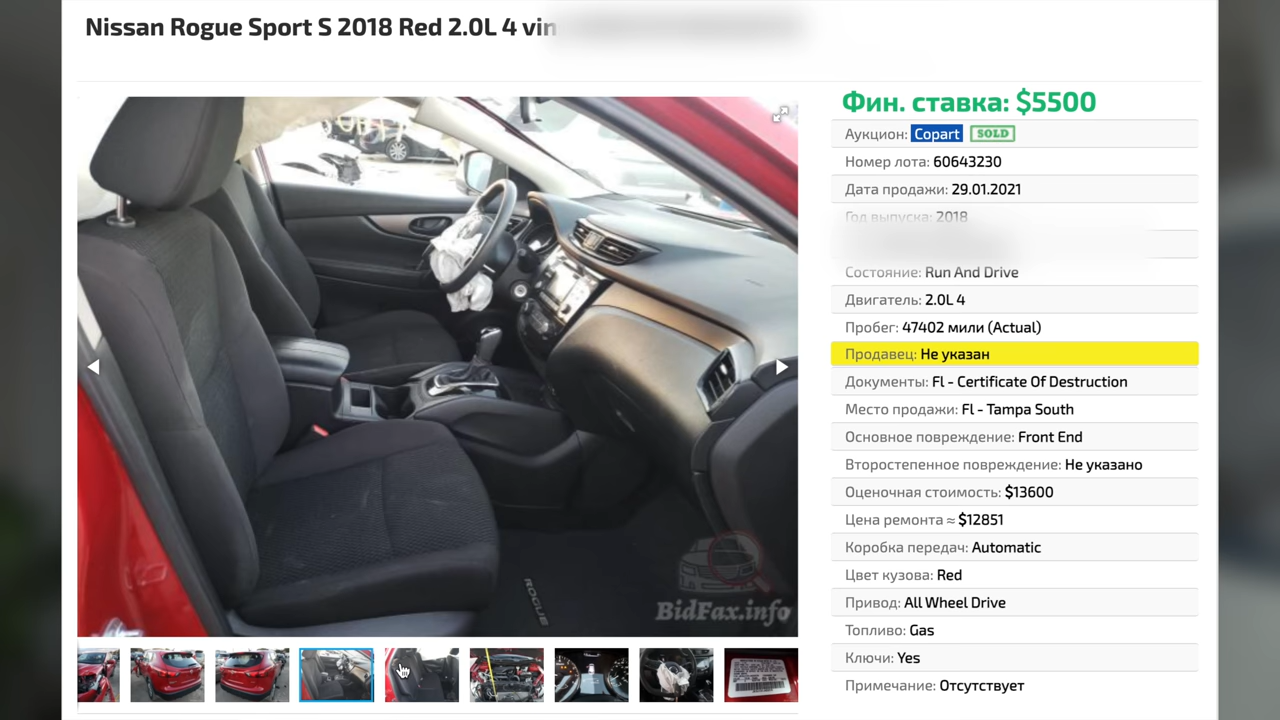 Nissan Rogue Sport S 2018 Red 2.0L 4 vin
Фин. ставка: $5500
Аукцион: Copart SOLD
Номер лота: 60643230
Дата продажи: 29.01.2021
Год выпуска: 2018
Состояние: Run And Drive
Двигатель: 2.0L 4
Пробег: 47402 мили (Actual)
Продавец: Не указан
Документы: Fl - Certificate Of Destruction
Место продажи: Fl - Tampa South
Основное повреждение: Front End
Второстепенное повреждение: Не указано
Оценочная стоимость: $13600
Цена ремонта ≈ $12851
Коробка передач: Automatic
Цвет кузова: Red
Привод: All Wheel Drive
Топливо: Gas
Ключи: Yes
Примечание: Отсутствует
ROGUE
BidFax.info